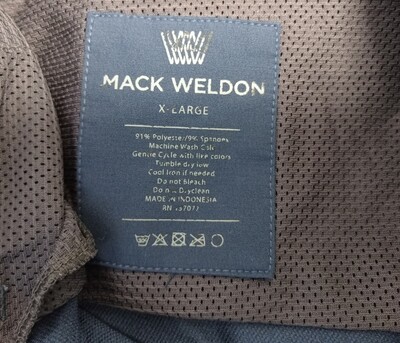 MACK WELDON
X-LARGE
91% Polyester/9% Spandex
Machine Wash Cold
Gentle Cycle with like colors
Tumble dry low
Cool Iron if needed
Do not Bleach
Do not Dryclean
MADE IN INDONESIA
RN